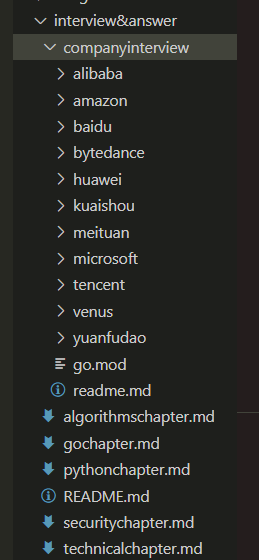 interview&answer
companyinterview
alibaba
amazon
baidu
bytedance
huawei
kuaishou
meituan
microsoft
tencent
venus
yuanfudao
go.mod
readme.md
algorithmschapter.md
gochapter.md
pythonchapter.md
README.md
securitychapter.md
technicalchapter.md